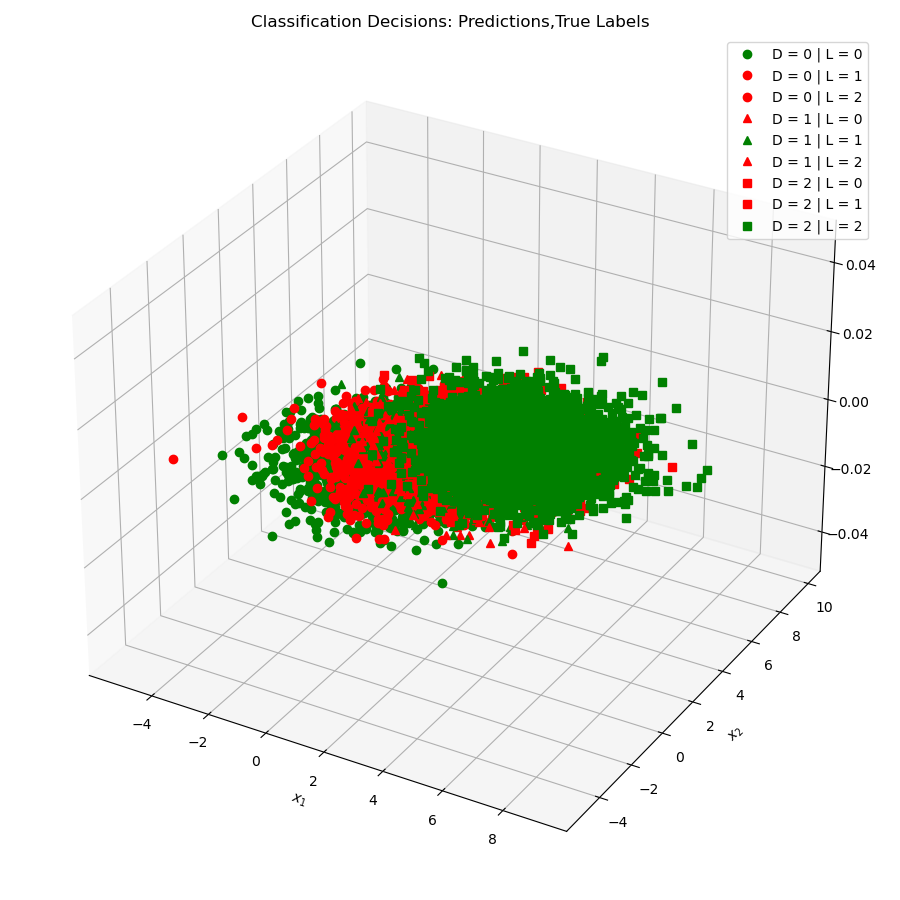 Classification Decisions: Predictions,True Labels
D = 0 | L = 0
D = 0 | L = 1
D = 0 | L = 2
D = 1 | L = 0
D = 1 | L = 1
D = 1 | L = 2
D = 2 | L = 0
D = 2 | L = 1
D = 2 | L = 2
0.04
0.02
0.00
−0.02
−0.04
10
8
6
4
2
0
−2
−4
x₂
−4
−2
0
2
4
6
8
x₁